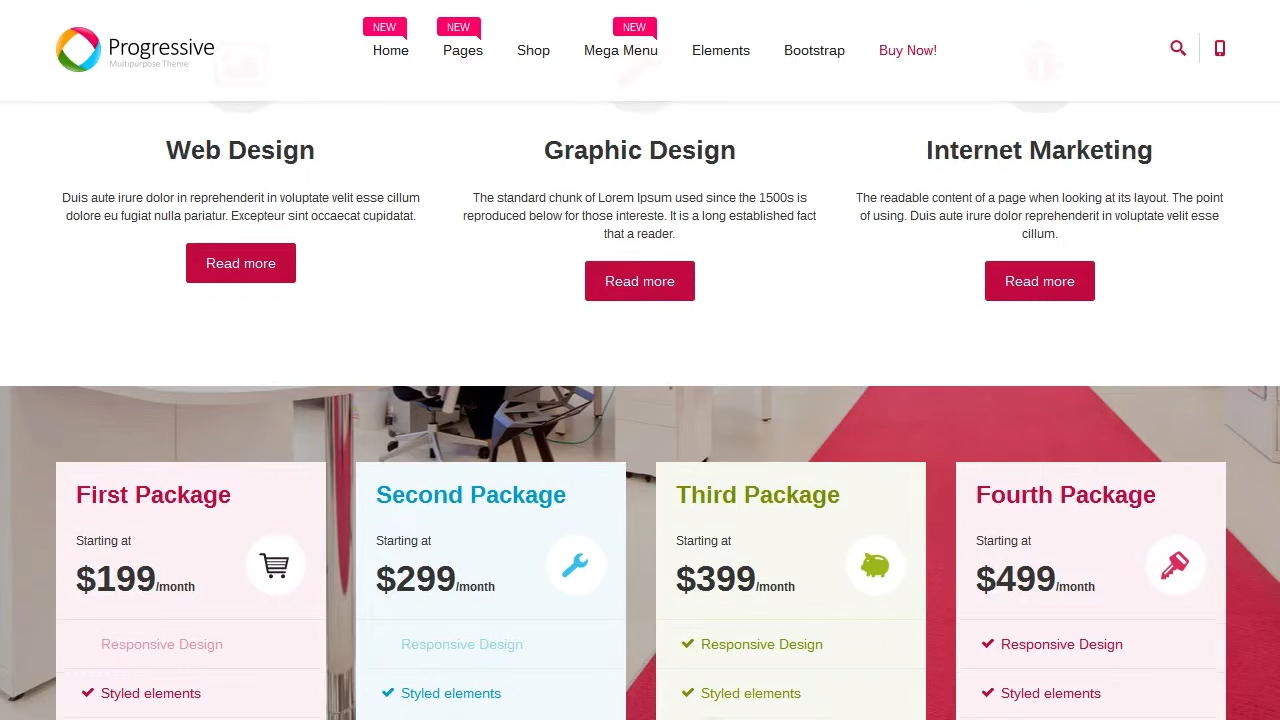 NEW NEW NEW
Progressive
Multipurpose Theme
Home Pages Shop Mega Menu Elements Bootstrap Buy Now!
Web Design
Duis aute irure dolor in reprehenderit in voluptate velit esse cillum
dolore eu fugiat nulla pariatur. Excepteur sint occaecat cupidatat.
Read more
Graphic Design
The standard chunk of Lorem Ipsum used since the 1500s is
reproduced below for those intereste. It is a long established fact
that a reader.
Read more
Internet Marketing
The readable content of a page when looking at its layout. The point
of using. Duis aute irure dolor reprehenderit in voluptate velit esse
cillum.
Read more
First Package
Starting at
$199/month
Responsive Design
Styled elements
Second Package
Starting at
$299/month
Responsive Design
Styled elements
Third Package
Starting at
$399/month
Responsive Design
Styled elements
Fourth Package
Starting at
$499/month
Responsive Design
Styled elements